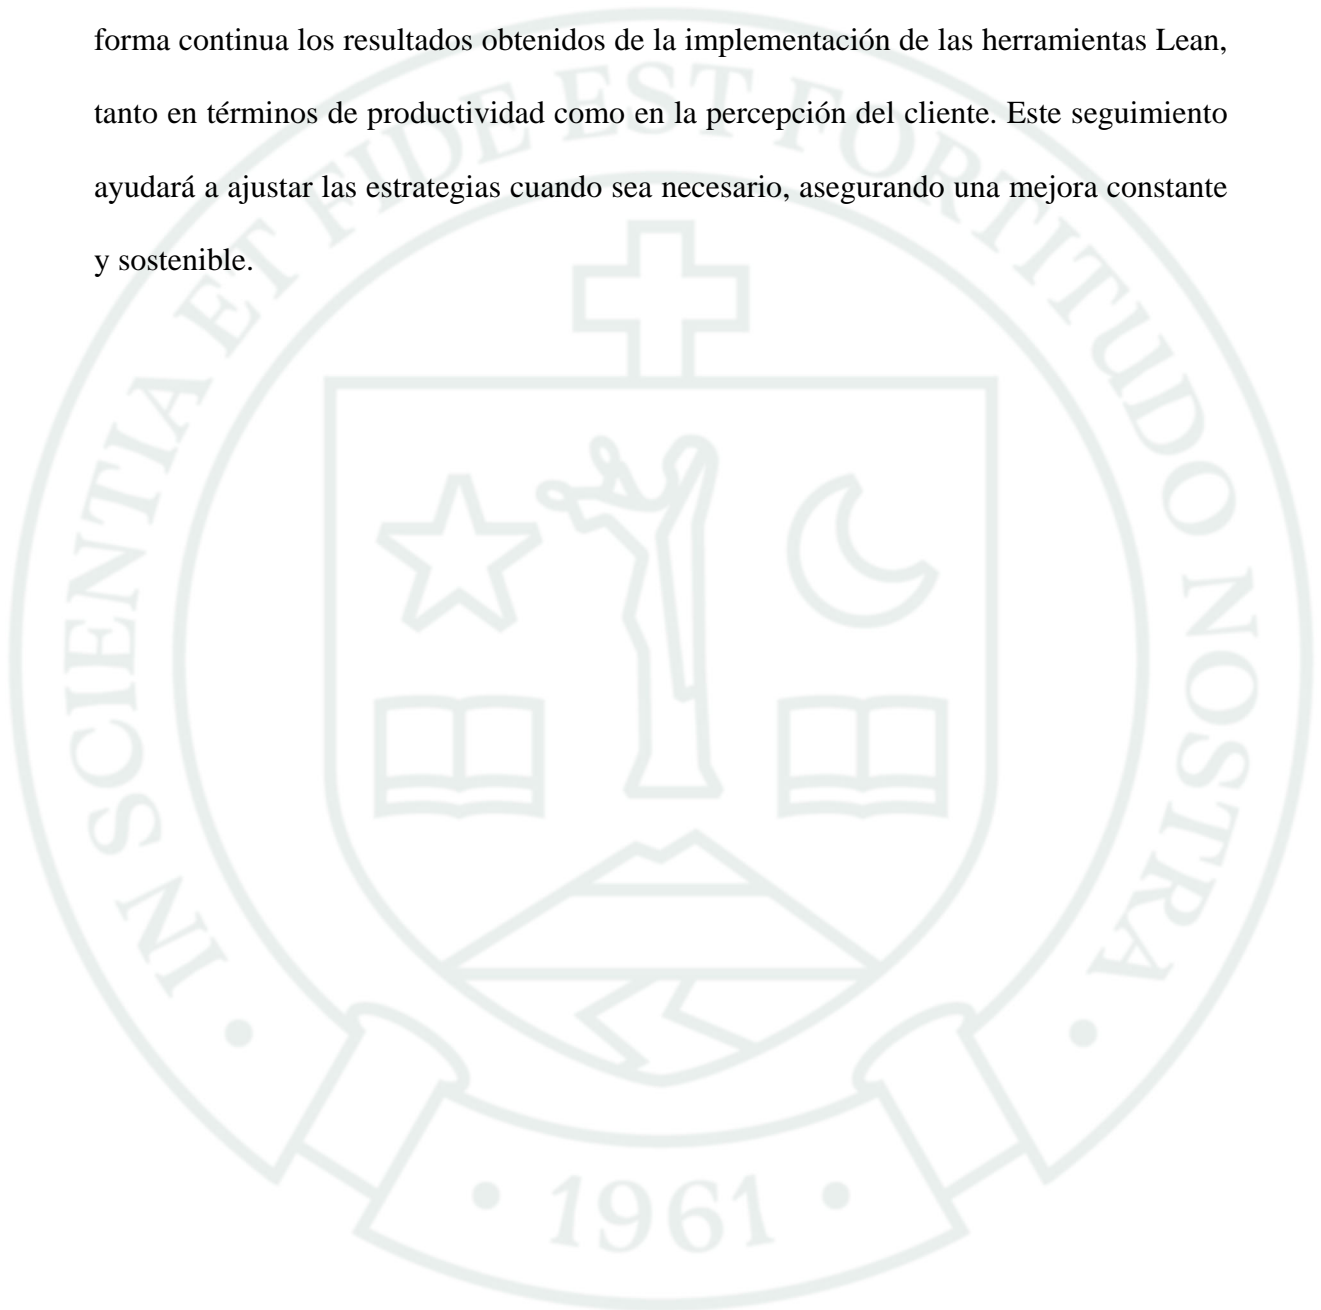 forma continua los resultados obtenidos de la implementación de las herramientas Lean,
tanto en términos de productividad como en la percepción del cliente. Este seguimiento
ayudará a ajustar las estrategias cuando sea necesario, asegurando una mejora constante
y sostenible.
IN SCIENTIA ET FIDE EST FORTITUDO NOSTRA
• 1961 •